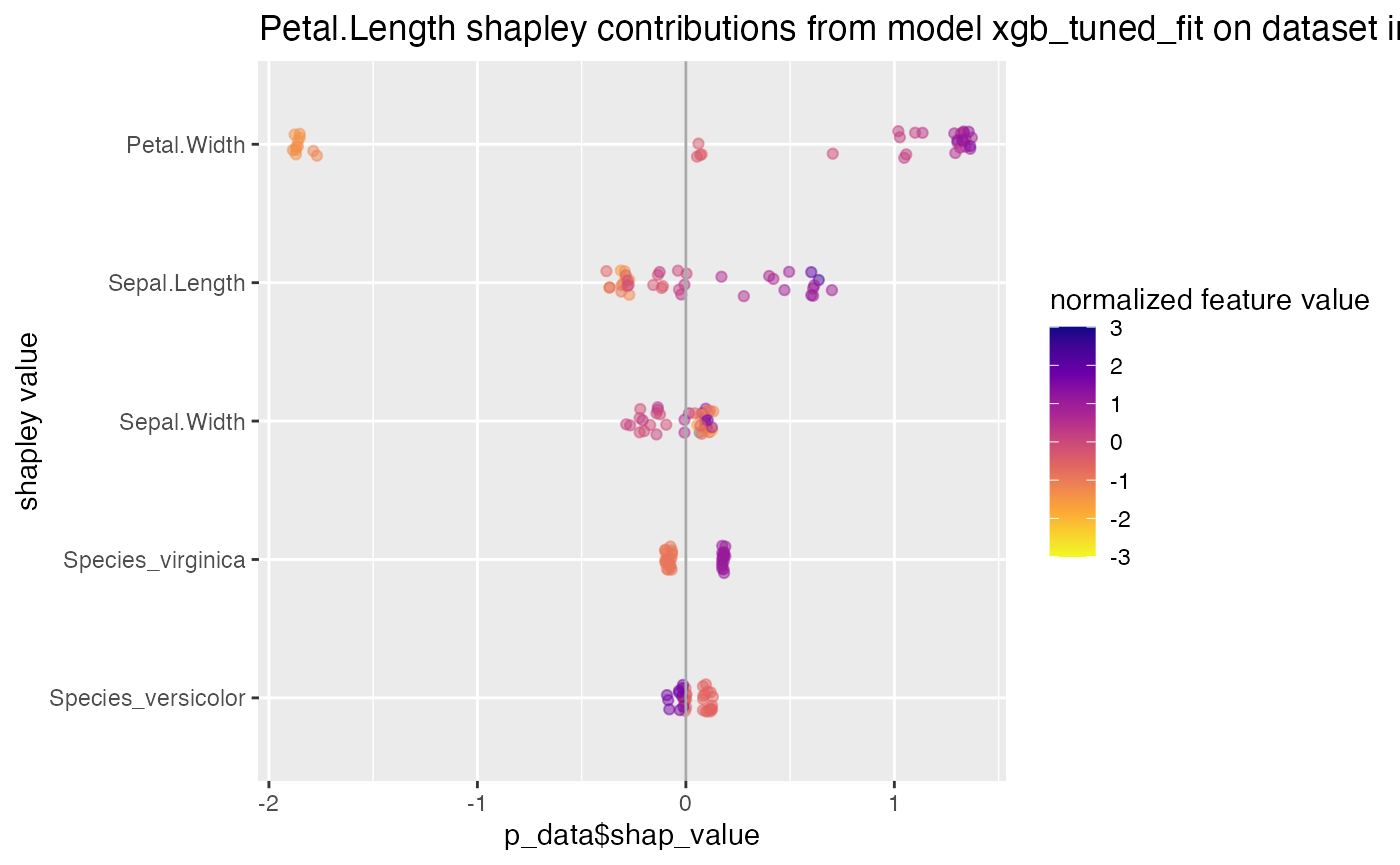 Petal.Length shapley contributions from model xgb_tuned_fit on dataset
Petal.Width
Sepal.Length
Sepal.Width
Species_virginica
Species_versicolor
shapley value
-2
-1
0
1
p_data$shap_value
normalized feature value
3
2
1
0
-1
-2
-3